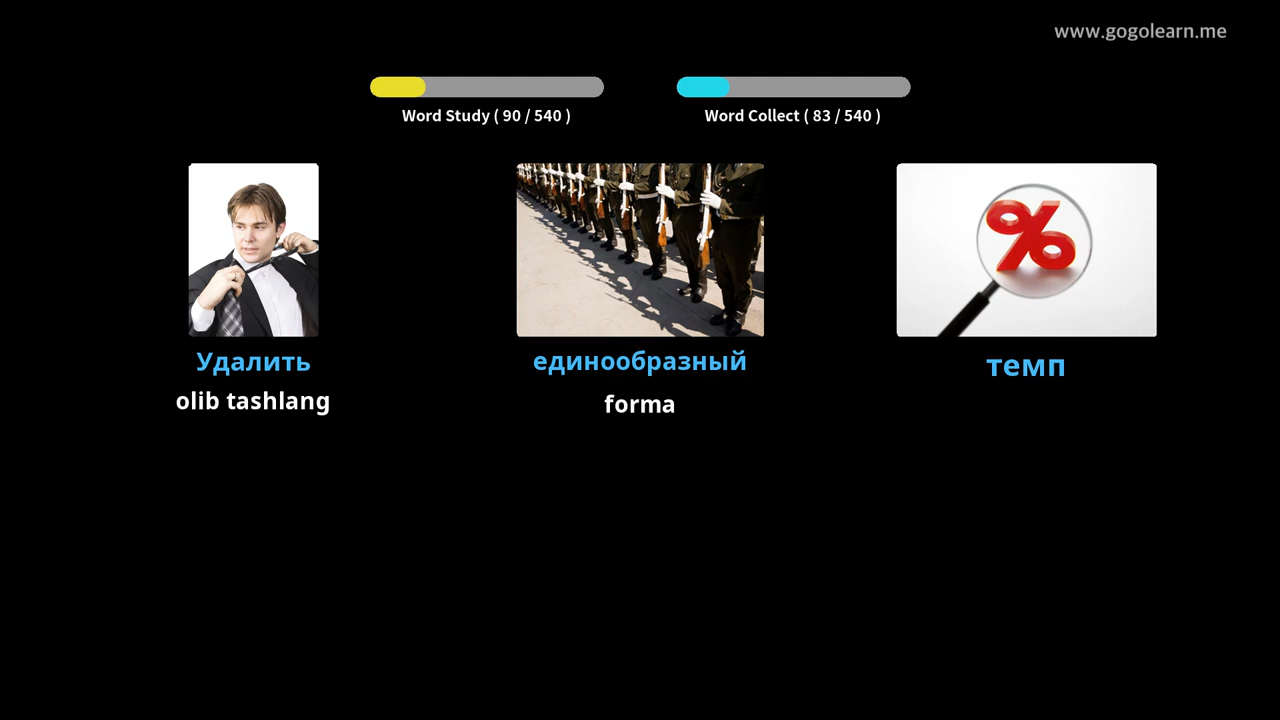 www.gogolearn.me
Word Study ( 90 / 540 )
Word Collect ( 83 / 540 )
Удалить
единообразный
темп
olib tashlang
forma
%